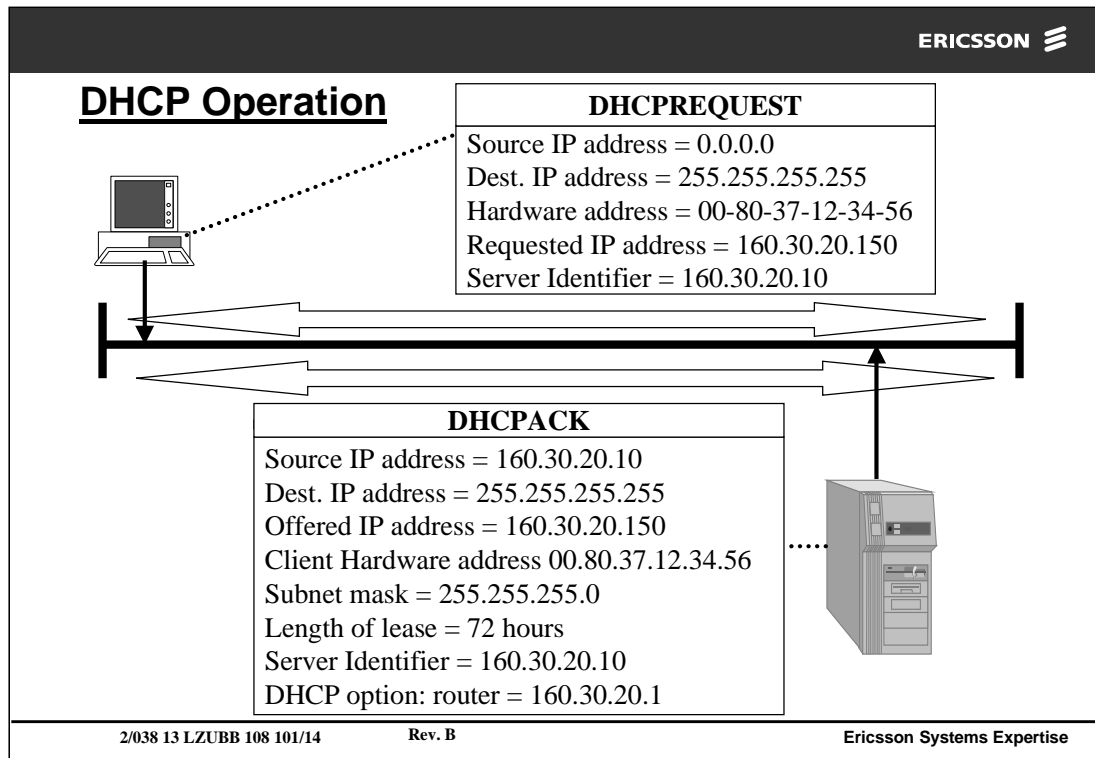 ERICSSON
DHCP Operation
DHCPREQUEST
Source IP address = 0.0.0.0
Dest. IP address = 255.255.255.255
Hardware address = 00-80-37-12-34-56
Requested IP address = 160.30.20.150
Server Identifier = 160.30.20.10
DHCPACK
Source IP address = 160.30.20.10
Dest. IP address = 255.255.255.255
Offered IP address = 160.30.20.150
Client Hardware address 00.80.37.12.34.56
Subnet mask = 255.255.255.0
Length of lease = 72 hours
Server Identifier = 160.30.20.10
DHCP option: router = 160.30.20.1
2/038 13 LZUBB 108 101/14 Rev. B Ericsson Systems Expertise